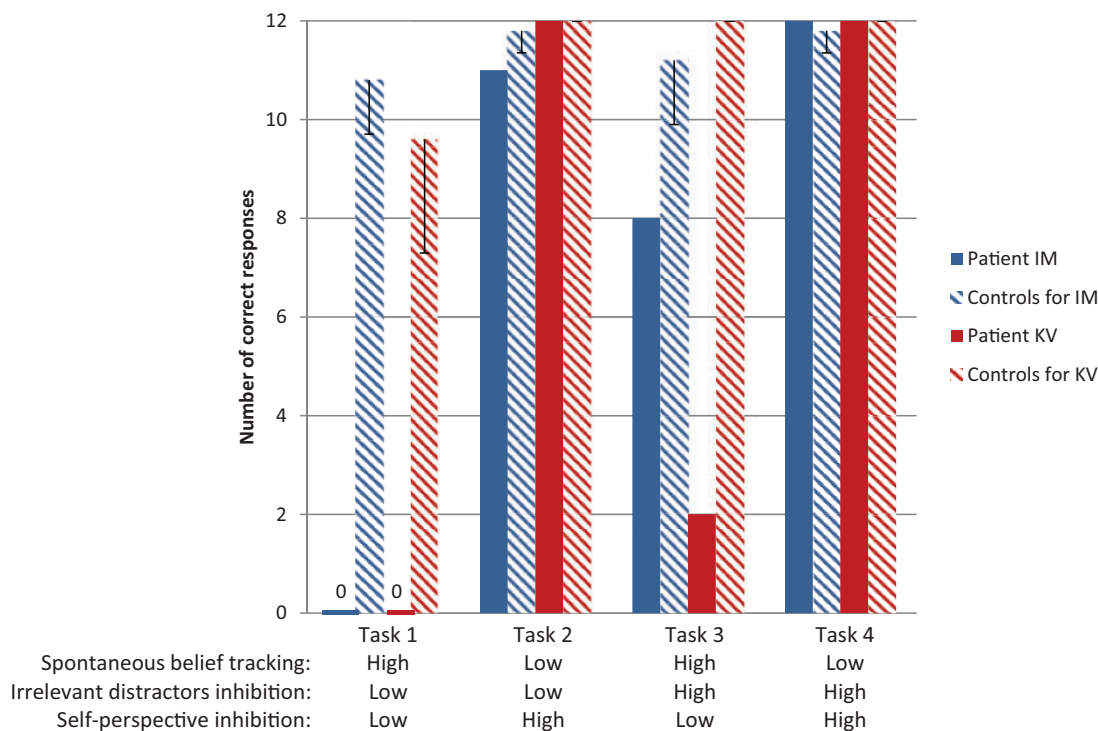 12
10
8
6
4
2
0
Number of correct responses
0
0
Patient IM
Controls for IM
Patient KV
Controls for KV
Task 1 Task 2 Task 3 Task 4
Spontaneous belief tracking: High Low High Low
Irrelevant distractors inhibition: Low Low High High
Self-perspective inhibition: Low High Low High